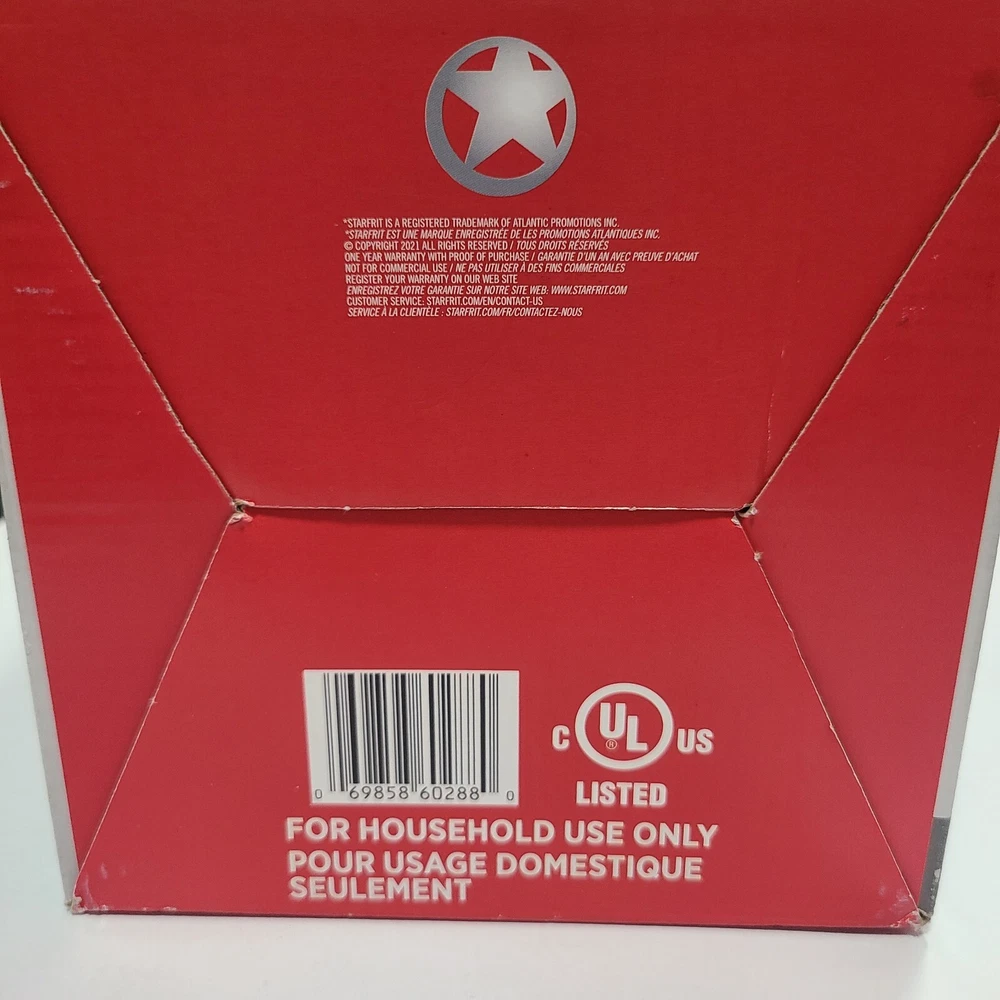 *STARFRIT IS A REGISTERED TRADEMARK OF ATLANTIC PROMOTIONS INC.
*STARFRIT EST UNE MARQUE ENREGISTRÉE DE LES PROMOTIONS ATLANTIQUES INC.
© COPYRIGHT 2021 ALL RIGHTS RESERVED / TOUS DROITS RÉSERVÉS
ONE YEAR WARRANTY WITH PROOF OF PURCHASE / GARANTIE D'UN AN AVEC PREUVE D'ACHAT
NOT FOR COMMERCIAL USE / NE PAS UTILISER À DES FINS COMMERCIALES
REGISTER YOUR WARRANTY ON OUR WEB SITE
ENREGISTREZ VOTRE GARANTIE SUR NOTRE SITE WEB: WWW.STARFRIT.COM
CUSTOMER SERVICE: STARFRIT.COM/EN/CONTACT-US
SERVICE À LA CLIENTÈLE : STARFRIT.COM/FR/CONTACTEZ-NOUS
C UL® US
LISTED
0 69858 60288 0
FOR HOUSEHOLD USE ONLY
POUR USAGE DOMESTIQUE
SEULEMENT